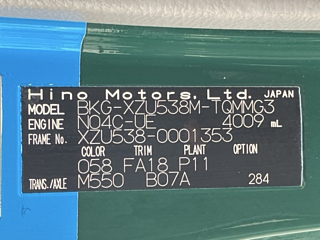 Hino Motors, Ltd. JAPAN
MODEL BKG-XZU538M-TQMMG3
ENGINE N04C-UF 4009 mL
FRAME No. XZU538-0001353
COLOR TRIM PLANT OPTION
058 FA18 P11
TRANS./AXLE M550 B07A 284